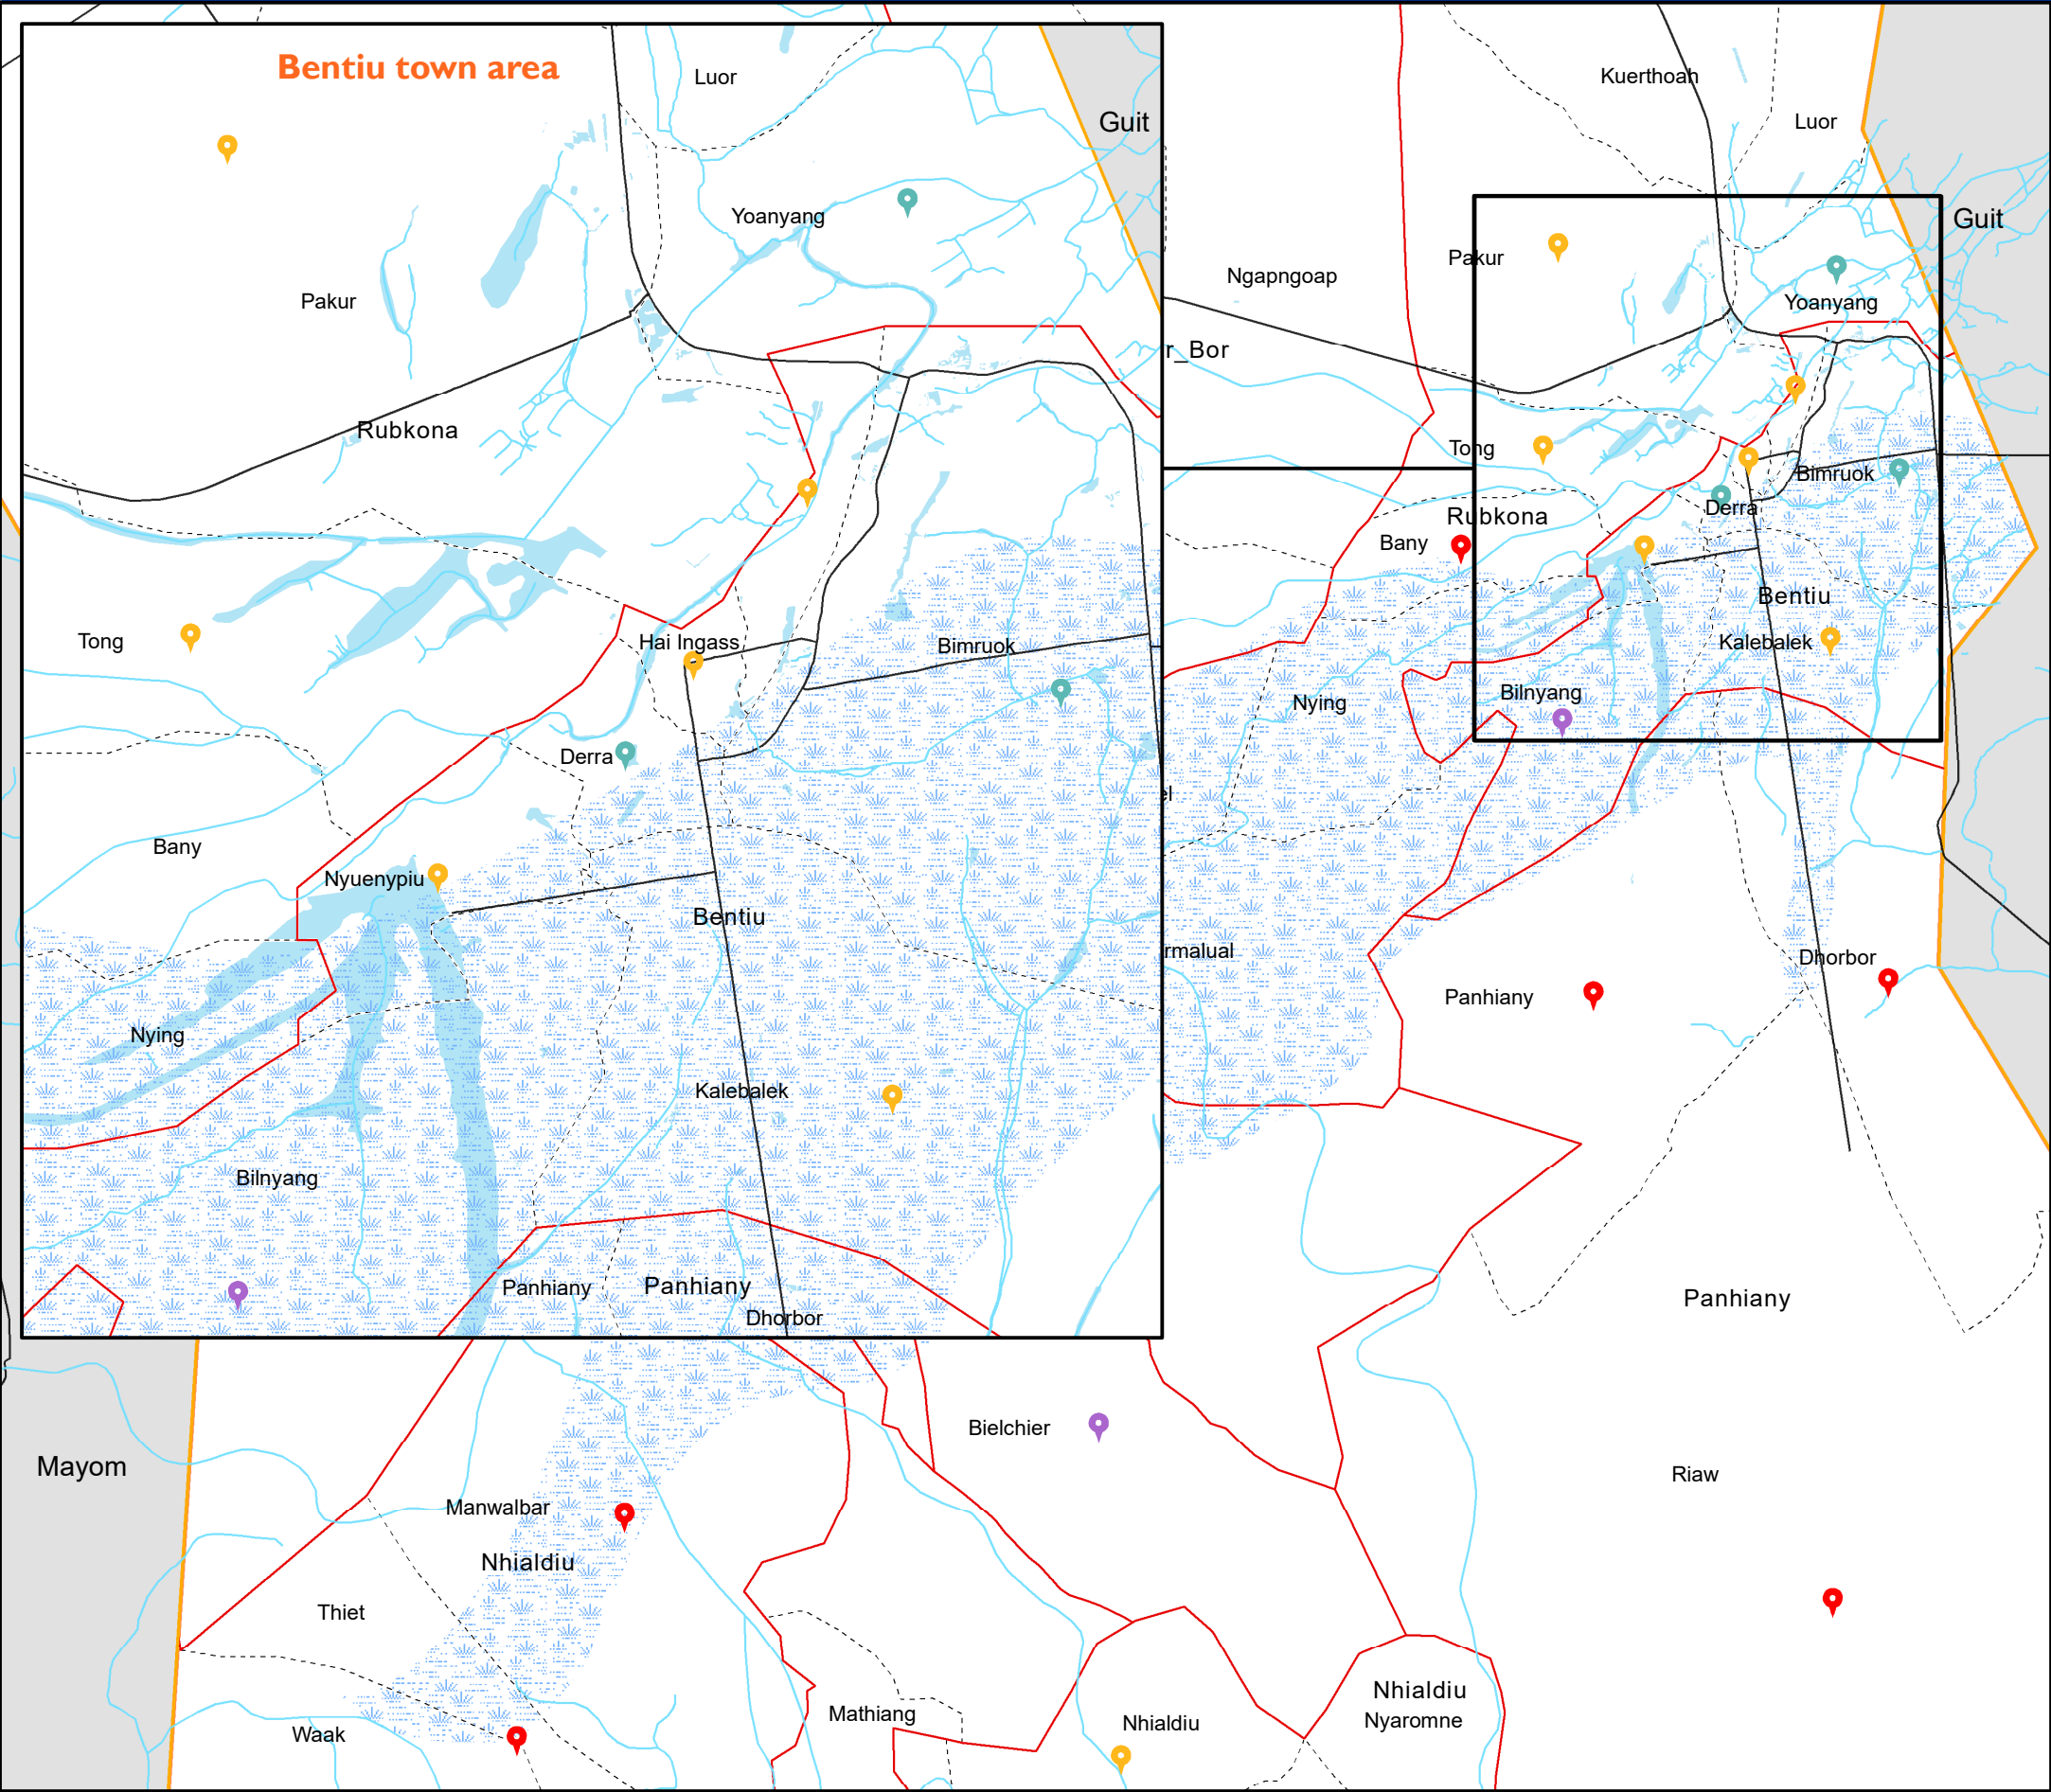 Bentiu town area
Luor
Guit
Yoanyang
Pakur
Rubkona
Hai Ingass
Tong
Bimruok
Derra
Bany
Nyuenypiu
Bentiu
Nying
Kalebalek
Bilnyang
Panhiany
Panhiany
Dhorbor
Kuerthoah
Luor
Guit
Pakur
Ngapngoap
Yoanyang
r_Bor
Tong
Bimruok
Derra
Rubkona
Bany
Bentiu
Kalebalek
Bilnyang
Nying
el
rmalual
Dhorbor
Panhiany
Panhiany
Bielchier
Mayom
Riaw
Manwalbar
Nhialdiu
Thiet
Nhialdiu
Nyaromne
Mathiang
Nhialdiu
Waak